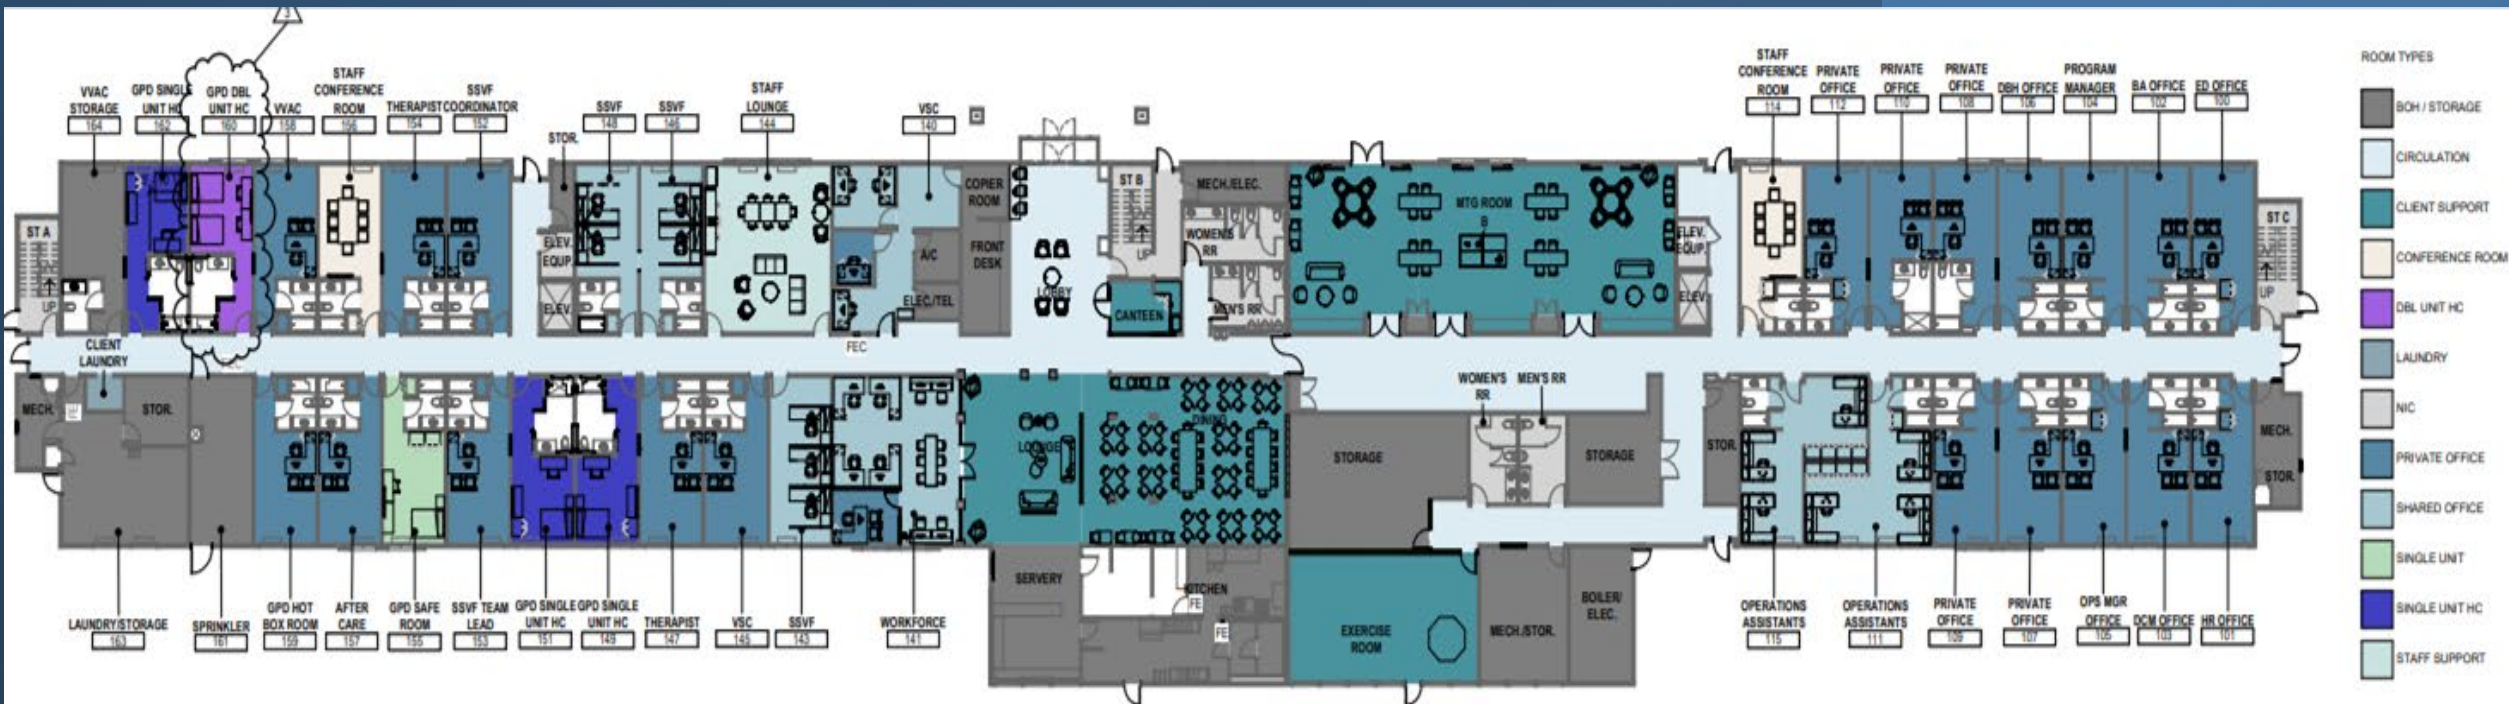 3
VVAC
STORAGE
164
GPD SINGLE
UNIT HC
162
GPD DBL
UNIT HC
160
VVAC
158
STAFF
CONFERENCE
ROOM
156
THERAPIST
154
SSVF
COORDINATOR
152
STOR.
SSVF
148
SSVF
146
STAFF
LOUNGE
144
VSC
140
STAFF
CONFERENCE
ROOM
114
PRIVATE
OFFICE
112
PRIVATE
OFFICE
110
PRIVATE
OFFICE
108
DBH OFFICE
106
PROGRAM
MANAGER
104
BA OFFICE
102
ED OFFICE
100
ST A
UP
ELEV.
EQUIP.
ELEV.
COPIER
ROOM
FRONT
DESK
A/C
ELEC./TEL
LOBBY
ST B
UP
CANTEEN
MECH./ELEC.
WOMEN'S
RR
MEN'S RR
MTG ROOM
B
ELEV.
EQUP.
ELEV.
ST C
UP
FEC
FEC
CLIENT
LAUNDRY
MECH.
FE
STOR.
LOUNGE
DINING
WOMEN'S
RR
MEN'S RR
STORAGE
STORAGE
STOR.
MECH.
STOR.
SERVERY
KITCHEN
FE
FE
EXERCISE
ROOM
MECH./STOR.
BOILER/
ELEC.
LAUNDRY/STORAGE
163
SPRINKLER
161
GPD HOT
BOX ROOM
159
AFTER
CARE
157
GPD SAFE
ROOM
155
SSVF TEAM
LEAD
153
GPD SINGLE
UNIT HC
151
GPD SINGLE
UNIT HC
149
THERAPIST
147
VSC
145
SSVF
143
WORKFORCE
141
OPERATIONS
ASSISTANTS
115
OPERATIONS
ASSISTANTS
111
PRIVATE
OFFICE
109
PRIVATE
OFFICE
107
OPS MGR
OFFICE
105
DCM OFFICE
103
HR OFFICE
101
ROOM TYPES
BOH / STORAGE
CIRCULATION
CLIENT SUPPORT
CONFERENCE ROOM
DBL UNIT HC
LAUNDRY
NIC
PRIVATE OFFICE
SHARED OFFICE
SINGLE UNIT
SINGLE UNIT HC
STAFF SUPPORT